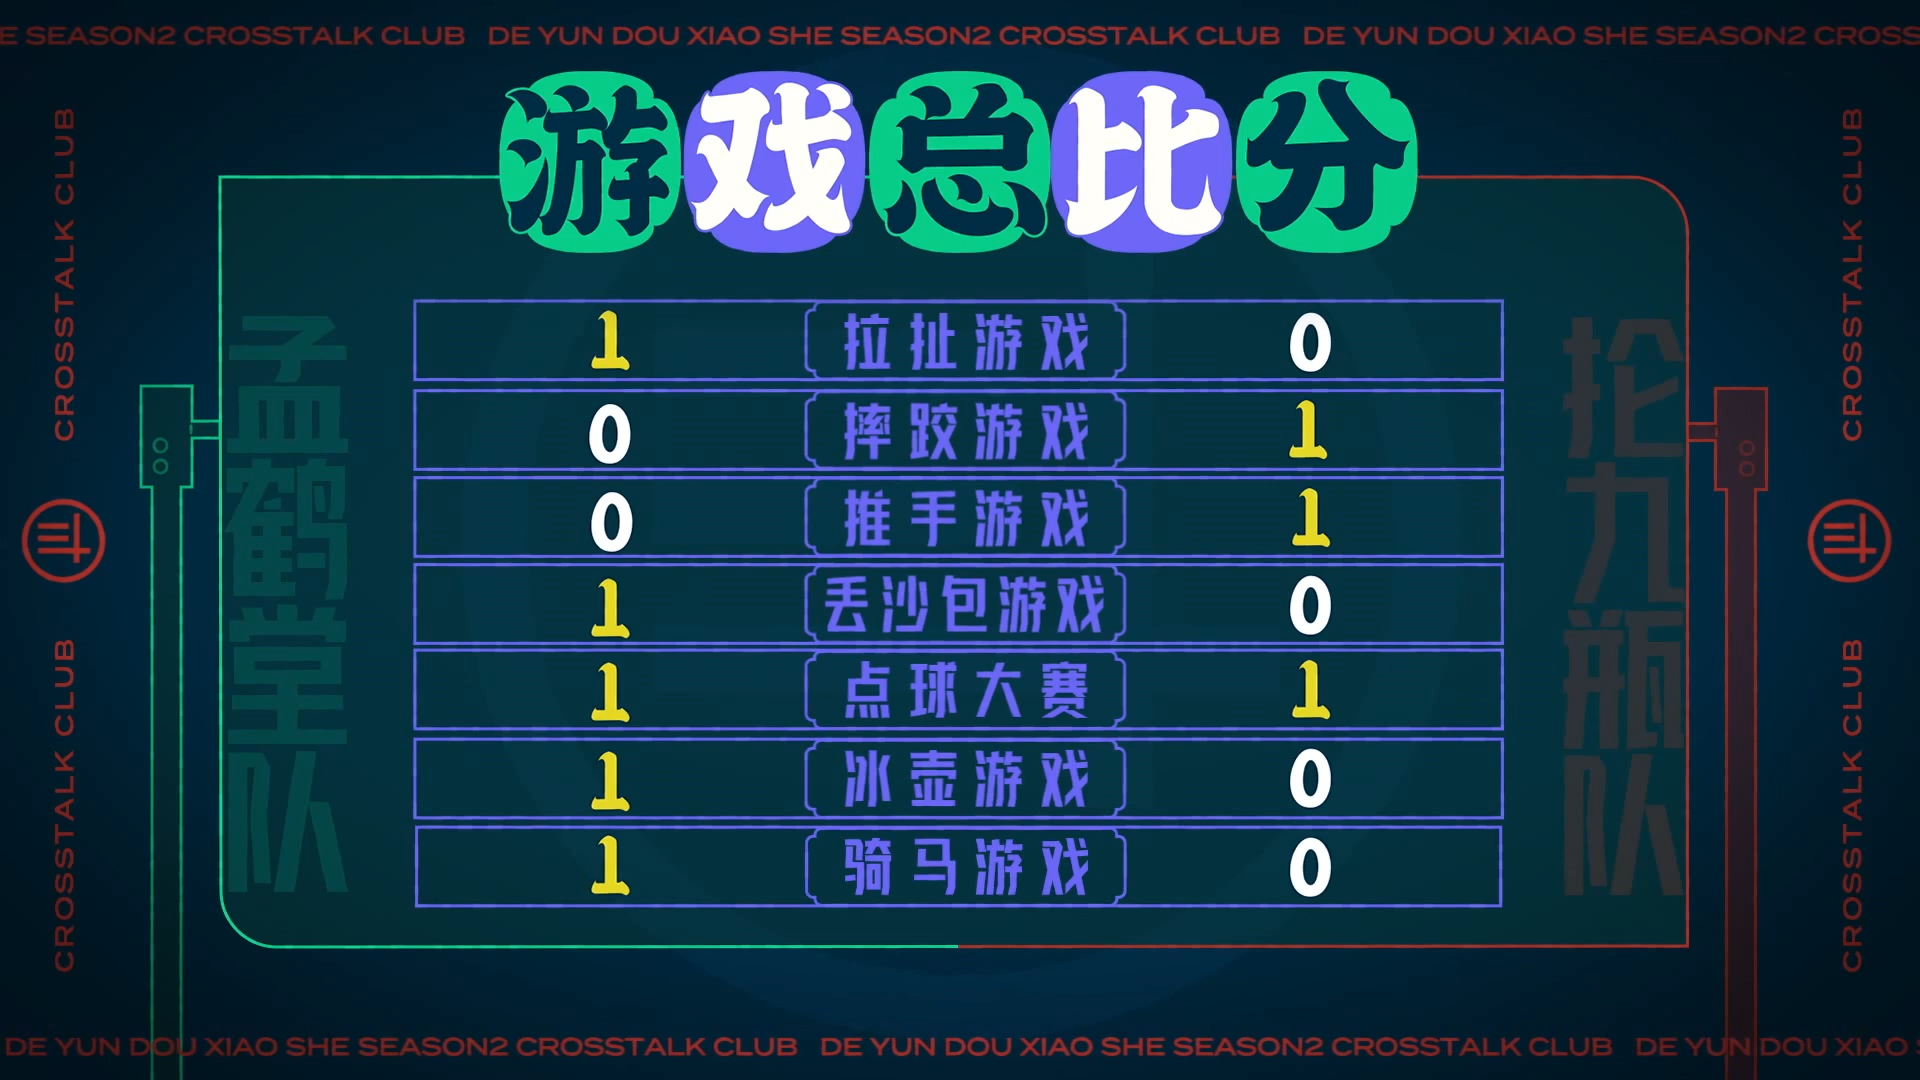 E SEASON2 CROSSTALK CLUB DE YUN DOU XIAO SHE SEASON2 CROSSTALK CLUB DE YUN DOU XIAO SHE SEASON2 CROSS
游戏总比分
CROSSTALK CLUB
CROSSTALK CLUB
孟鹤堂队
抡九瓶队
1 拉扯游戏 0
0 摔跤游戏 1
0 推手游戏 1
1 丢沙包游戏 0
1 点球大赛 1
1 冰壶游戏 0
1 骑马游戏 0
CROSSTALK CLUB
CROSSTALK CLUB
DE YUN DOU XIAO SHE SEASON2 CROSSTALK CLUB DE YUN DOU XIAO SHE SEASON2 CROSSTALK CLUB DE YUN DOU XIAO